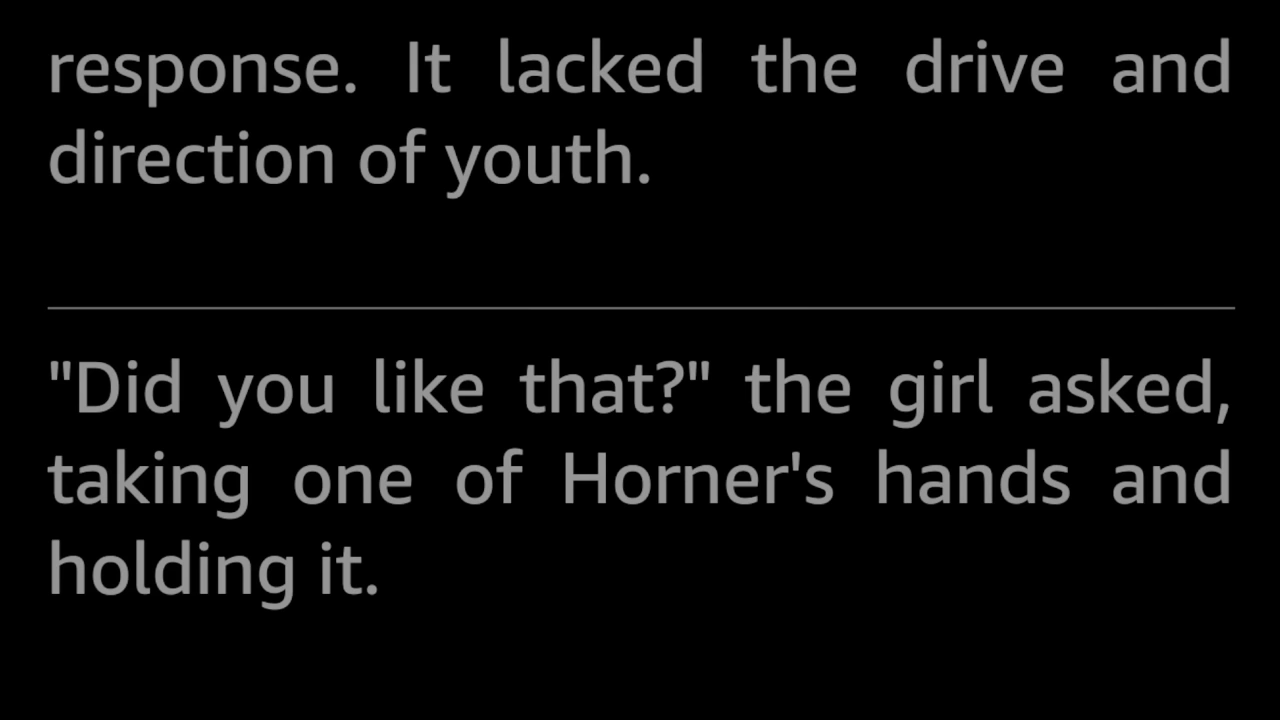 response. It lacked the drive and
direction of youth.
"Did you like that?" the girl asked,
taking one of Horner's hands and
holding it.